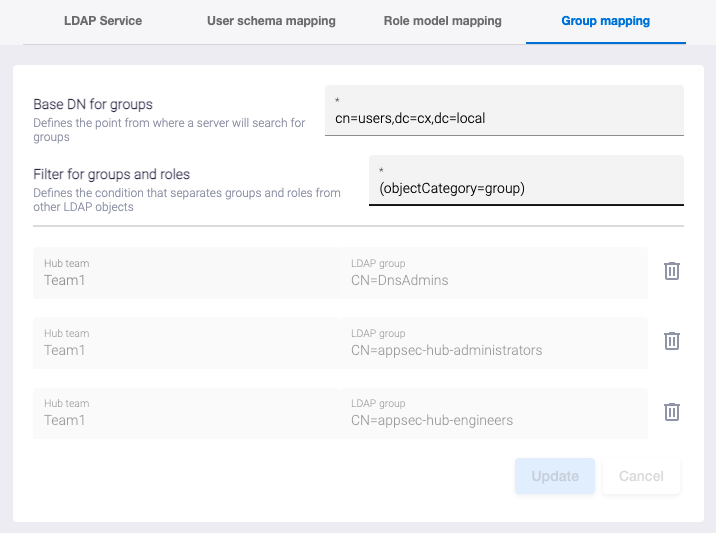 LDAP Service
User schema mapping
Role model mapping
Group mapping
Base DN for groups
Defines the point from where a server will search for
groups
*
cn=users,dc=cx,dc=local
Filter for groups and roles
Defines the condition that separates groups and roles from
other LDAP objects
*
(objectCategory=group)
Hub team
Team1
LDAP group
CN=DnsAdmins
Hub team
Team1
LDAP group
CN=appsec-hub-administrators
Hub team
Team1
LDAP group
CN=appsec-hub-engineers
Update
Cancel